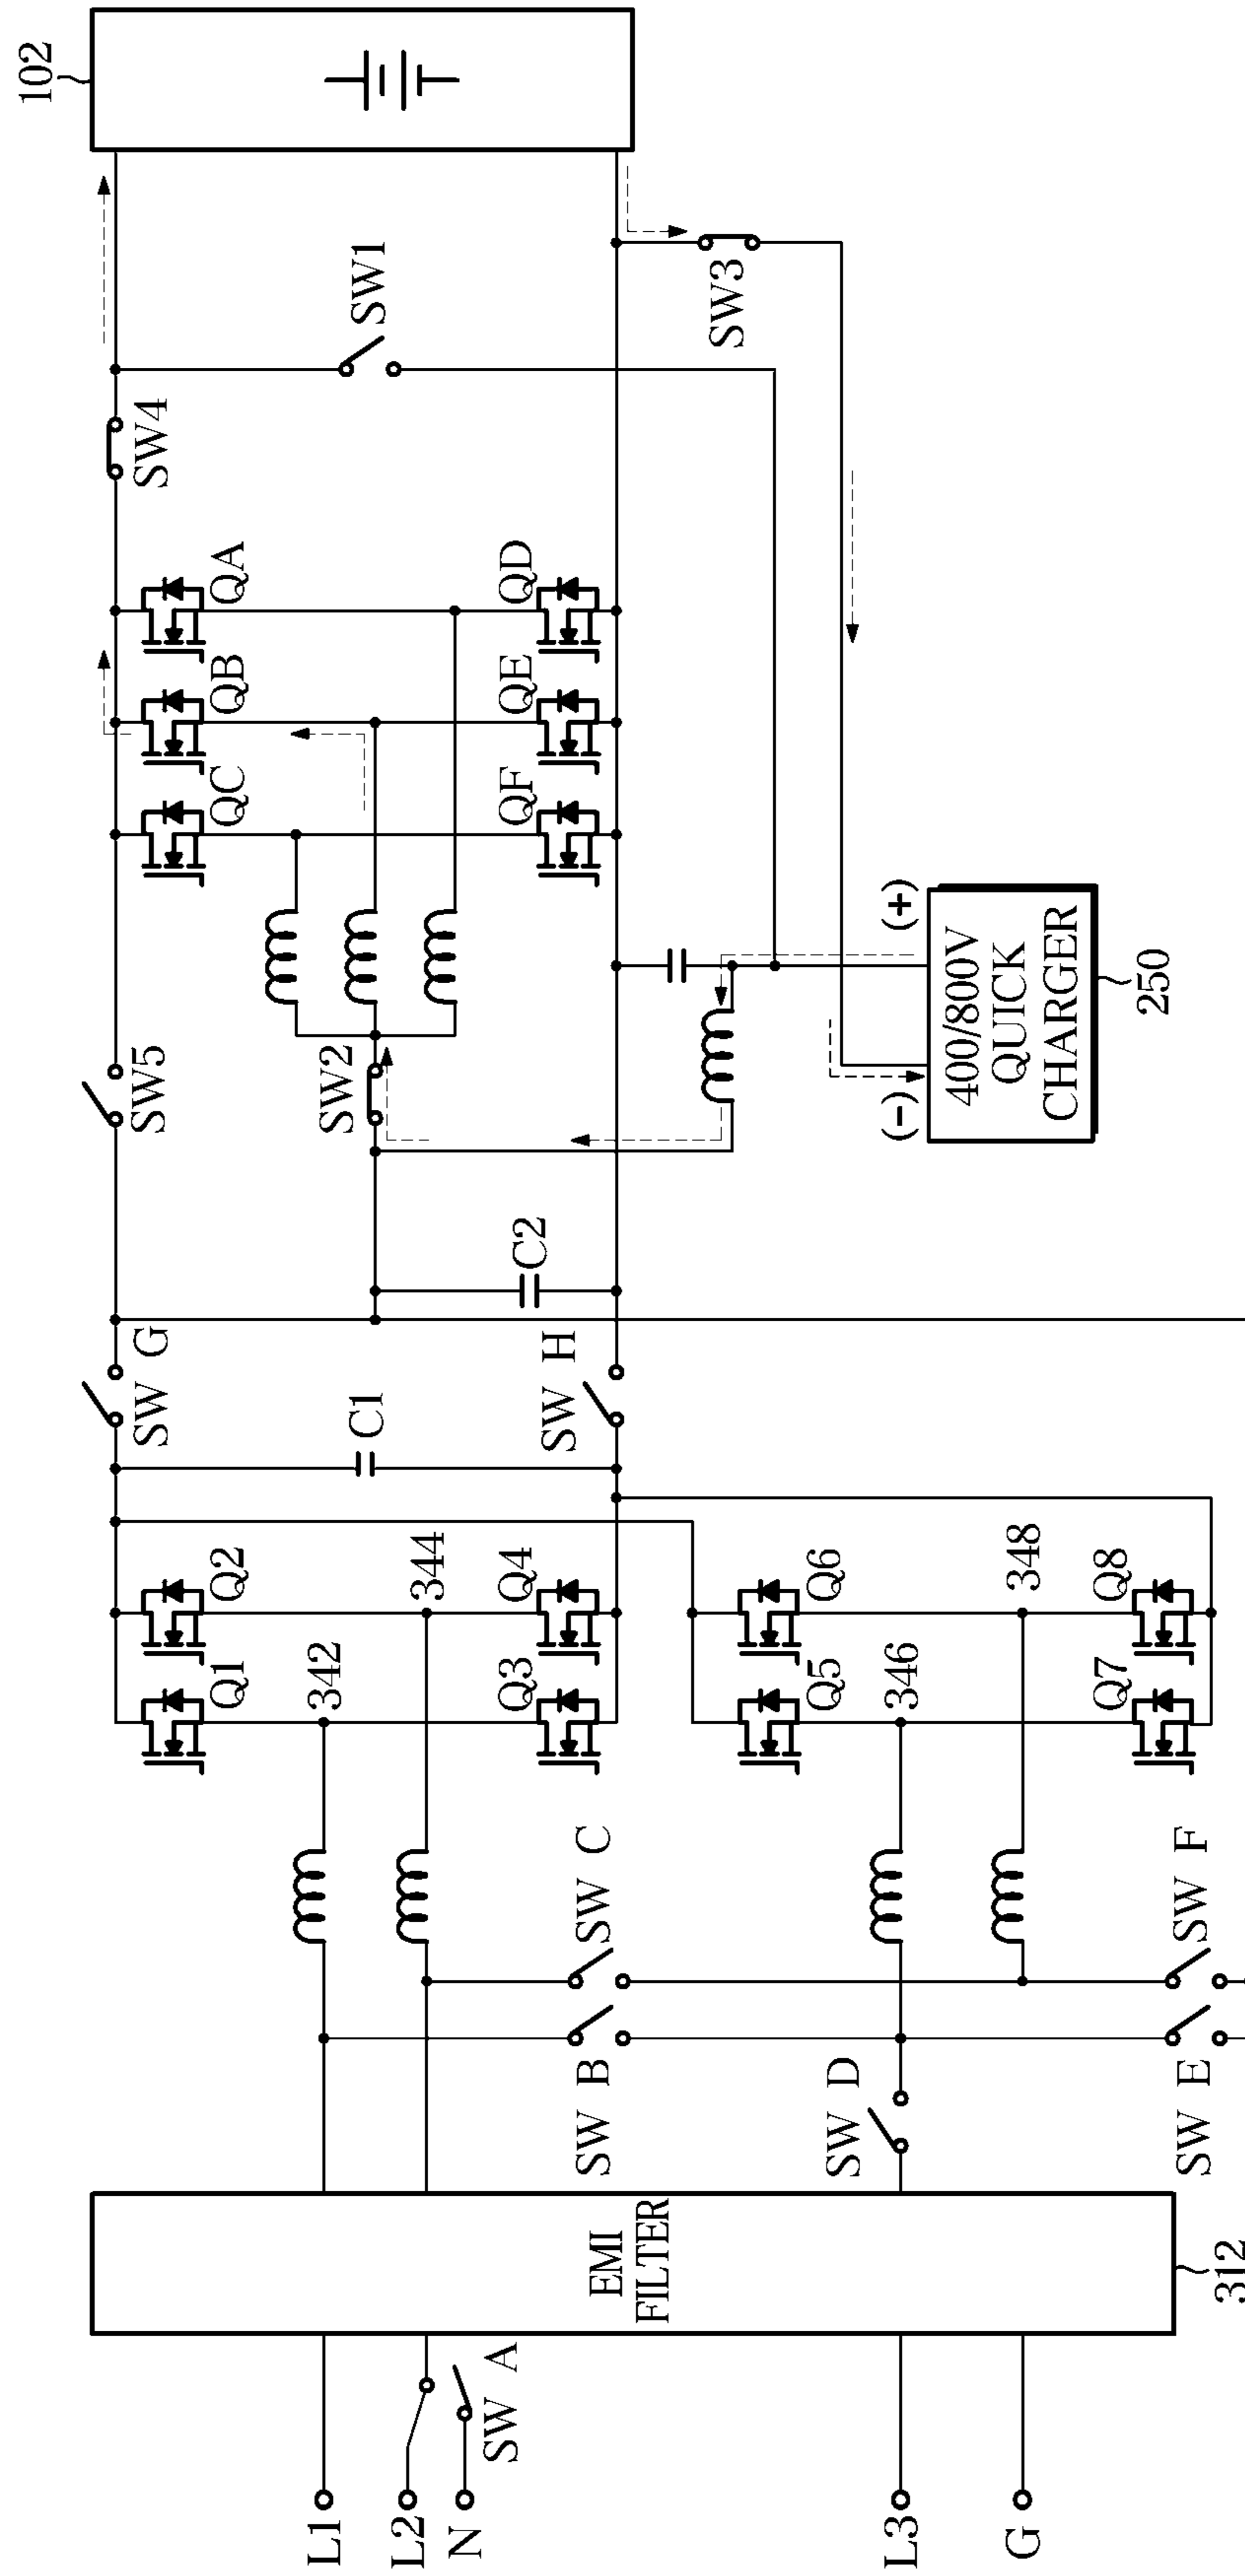 102
SW1
SW4
SW3
QA
QB
QC
QD
QE
QF
SW2
SW5
(+)
(-)
400/800V
QUICK
CHARGER
250
C2
SW G
SW H
C1
Q2
344
Q4
Q1
342
Q3
Q6
348
Q8
Q5
346
Q7
SW C
SW B
SW F
SW D
SW E
EMI
FILTER
312
SW A
L1
L2
N
L3
G